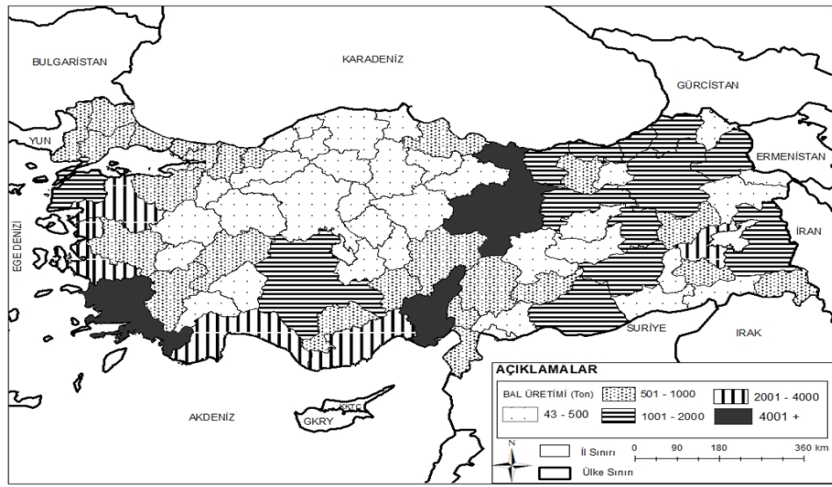 BULGARİSTAN
KARADENİZ
GÜRCİSTAN
YUN
ERMENİSTAN
EGE DENİZİ
İRAN
SURİYE
IRAK
AKDENİZ
KKTC
GKRY
AÇIKLAMALAR
BAL ÜRETİMİ (Ton)
501 - 1000
2001 - 4000
43 - 500
1001 - 2000
4001 +
N
İl Sınırı
0 90 180 360 km
Ülke Sınırı